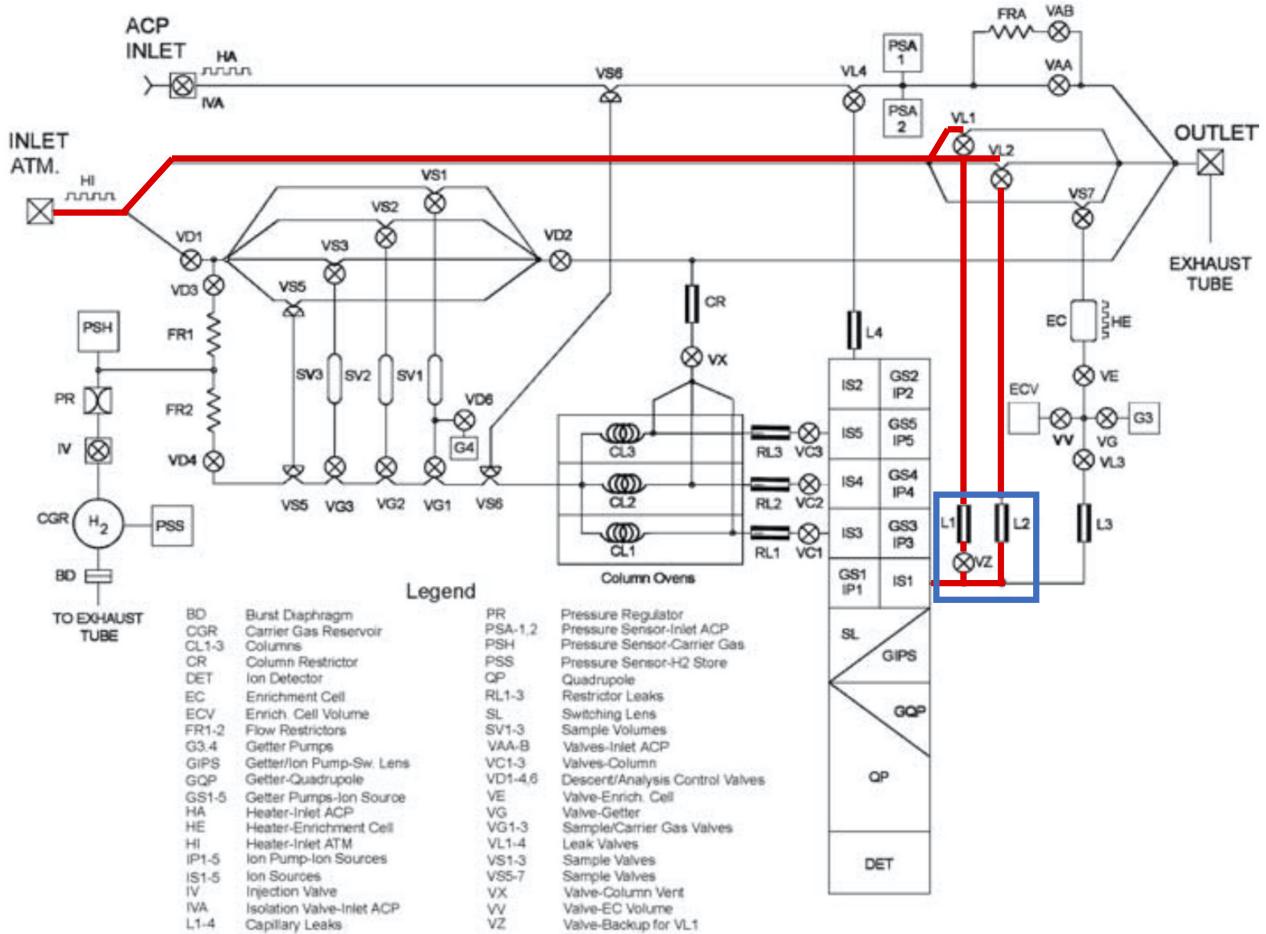 ACP
INLET
HA
IVA
VS6
VL4
PSA
1
PSA
2
FRA
VAB
VAA
VL1
VL2
VS7
OUTLET
EXHAUST
TUBE
INLET
ATM.
HI
VD1
VD3
VS1
VS2
VS3
VS5
VD2
PSH
FR1
PR
FR2
IV
VD4
CGR
H2
PSS
BD
TO EXHAUST
TUBE
SV3
SV2
SV1
VD6
G4
VS5
VG3
VG2
VG1
VS6
CR
VX
CL3
CL2
CL1
Column Ovens
RL3
VC3
RL2
VC2
RL1
VC1
L4
IS2
GS2
IP2
IS5
GS5
IP5
IS4
GS4
IP4
IS3
GS3
IP3
GS1
IP1
IS1
SL
GIPS
GQP
QP
DET
EC
HE
VE
ECV
VV
VG
G3
VL3
L1
L2
L3
VZ
Legend
BD Burst Diaphragm
CGR Carrier Gas Reservoir
CL1-3 Columns
CR Column Restrictor
DET Ion Detector
EC Enrichment Cell
ECV Enrich. Cell Volume
FR1-2 Flow Restrictors
G3.4 Getter Pumps
GIPS Getter/Ion Pump-Sw. Lens
GQP Getter-Quadrupole
GS1-5 Getter Pumps-Ion Source
HA Heater-Inlet ACP
HE Heater-Enrichment Cell
HI Heater-Inlet ATM
IP1-5 Ion Pump-Ion Sources
IS1-5 Ion Sources
IV Injection Valve
IVA Isolation Valve-Inlet ACP
L1-4 Capillary Leaks
PR Pressure Regulator
PSA-1,2 Pressure Sensor-Inlet ACP
PSH Pressure Sensor-Carrier Gas
PSS Pressure Sensor-H2 Store
QP Quadrupole
RL1-3 Restrictor Leaks
SL Switching Lens
SV1-3 Sample Volumes
VAA-B Valves-Inlet ACP
VC1-3 Valves-Column
VD1-4,6 Descent/Analysis Control Valves
VE Valve-Enrich. Cell
VG Valve-Getter
VG1-3 Sample/Carrier Gas Valves
VL1-4 Leak Valves
VS1-3 Sample Valves
VS5-7 Sample Valves
VX Valve-Column Vent
VV Valve-EC Volume
VZ Valve-Backup for VL1